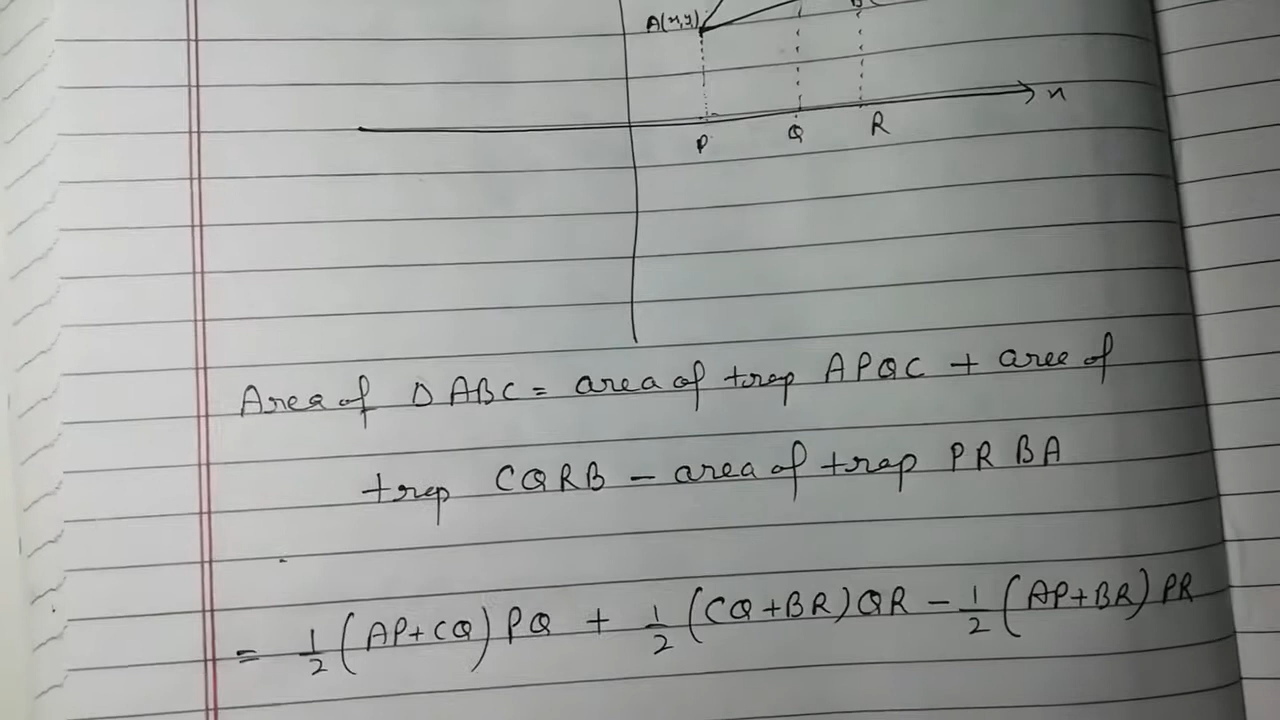 A(x,y)
x
P Q R
Area of Δ ABC = area of trap APQC + area of
trap CQRB - area of trap PRBA
= 1/2 (AP+CQ) PQ + 1/2 (CQ+BR) QR - 1/2 (AP+BR) PR